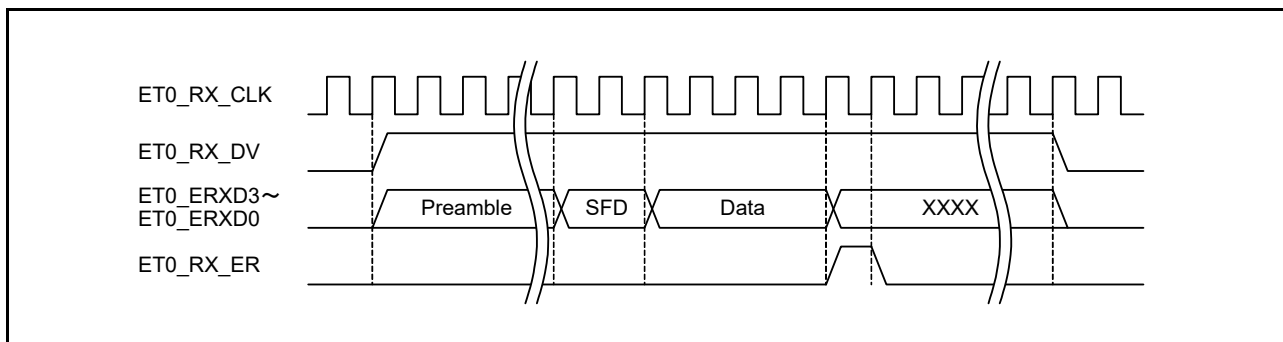 ET0_RX_CLK
ET0_RX_DV
ET0_ERXD3～
ET0_ERXD0
Preamble
SFD
Data
XXXX
ET0_RX_ER